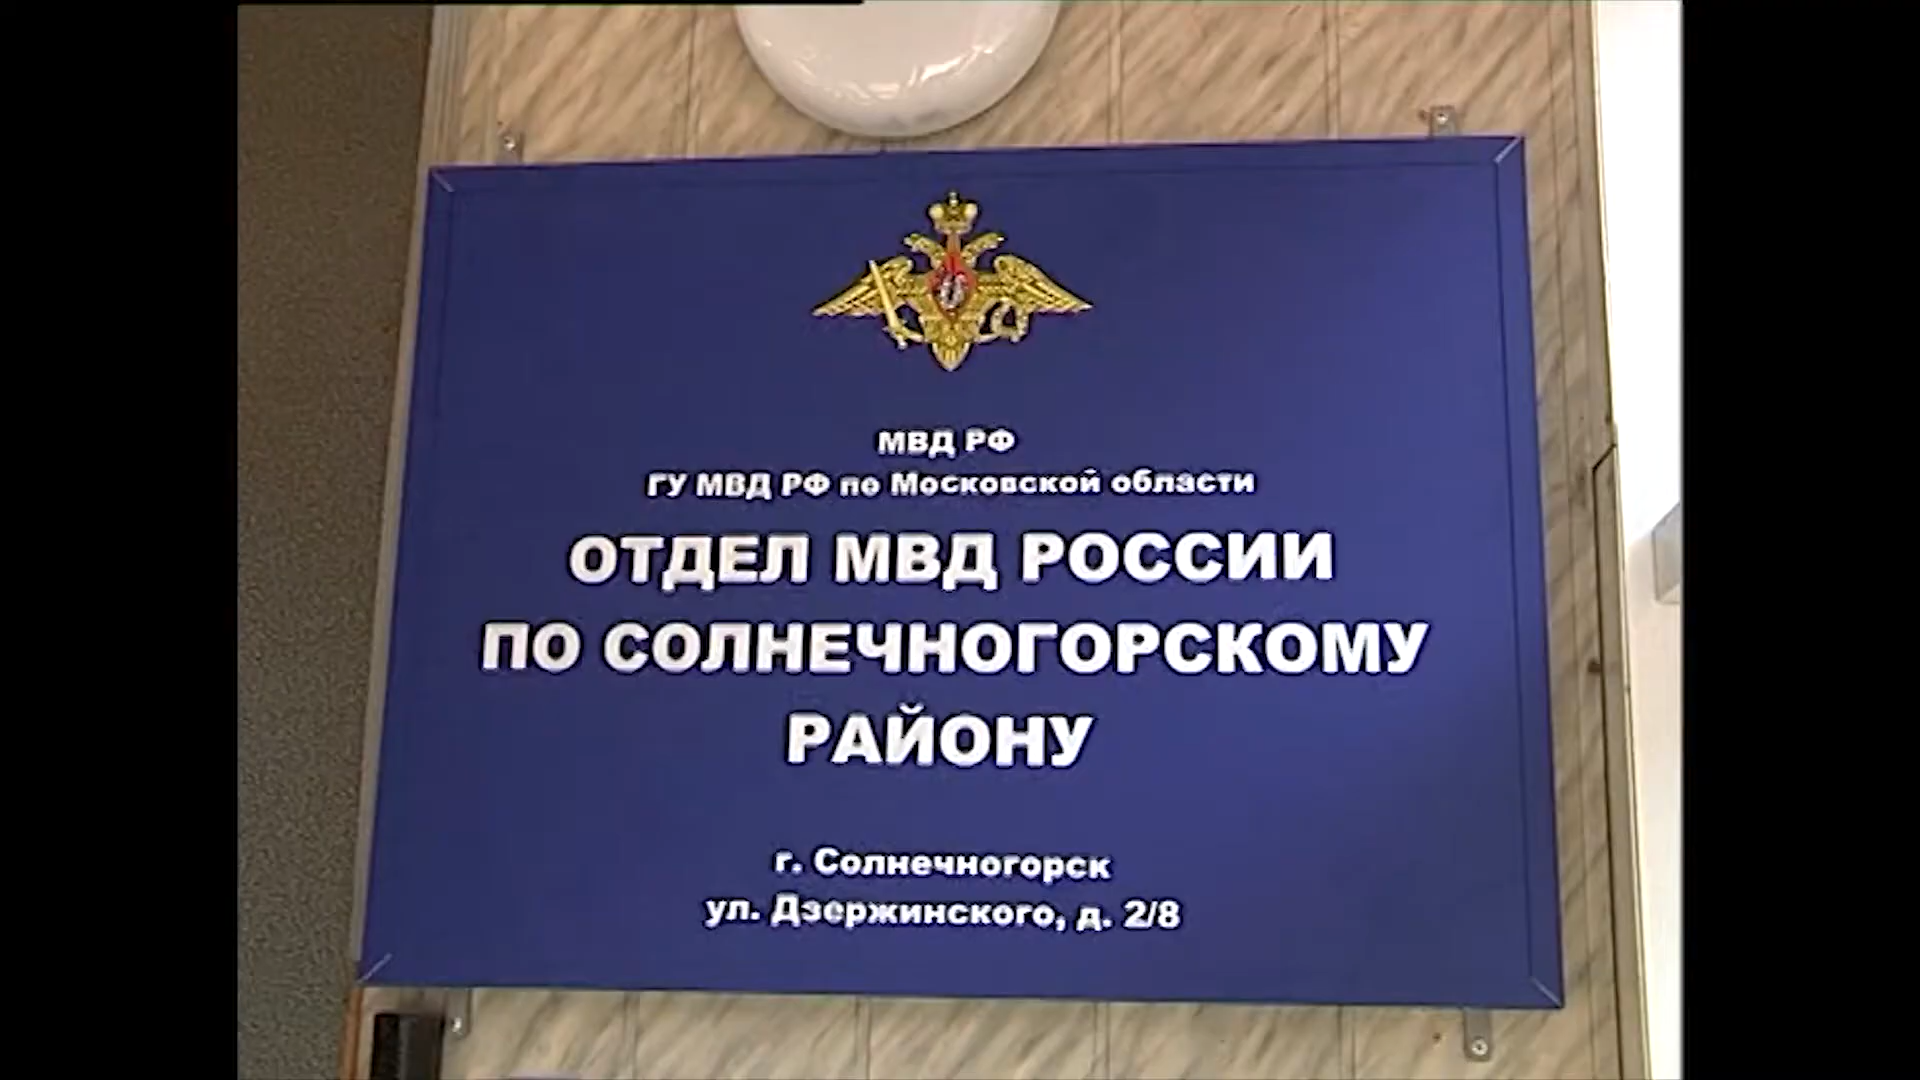 МВД РФ
ГУ МВД РФ по Московской области
ОТДЕЛ МВД РОССИИ
ПО СОЛНЕЧНОГОРСКОМУ
РАЙОНУ
г. Солнечногорск
ул. Дзержинского, д. 2/8